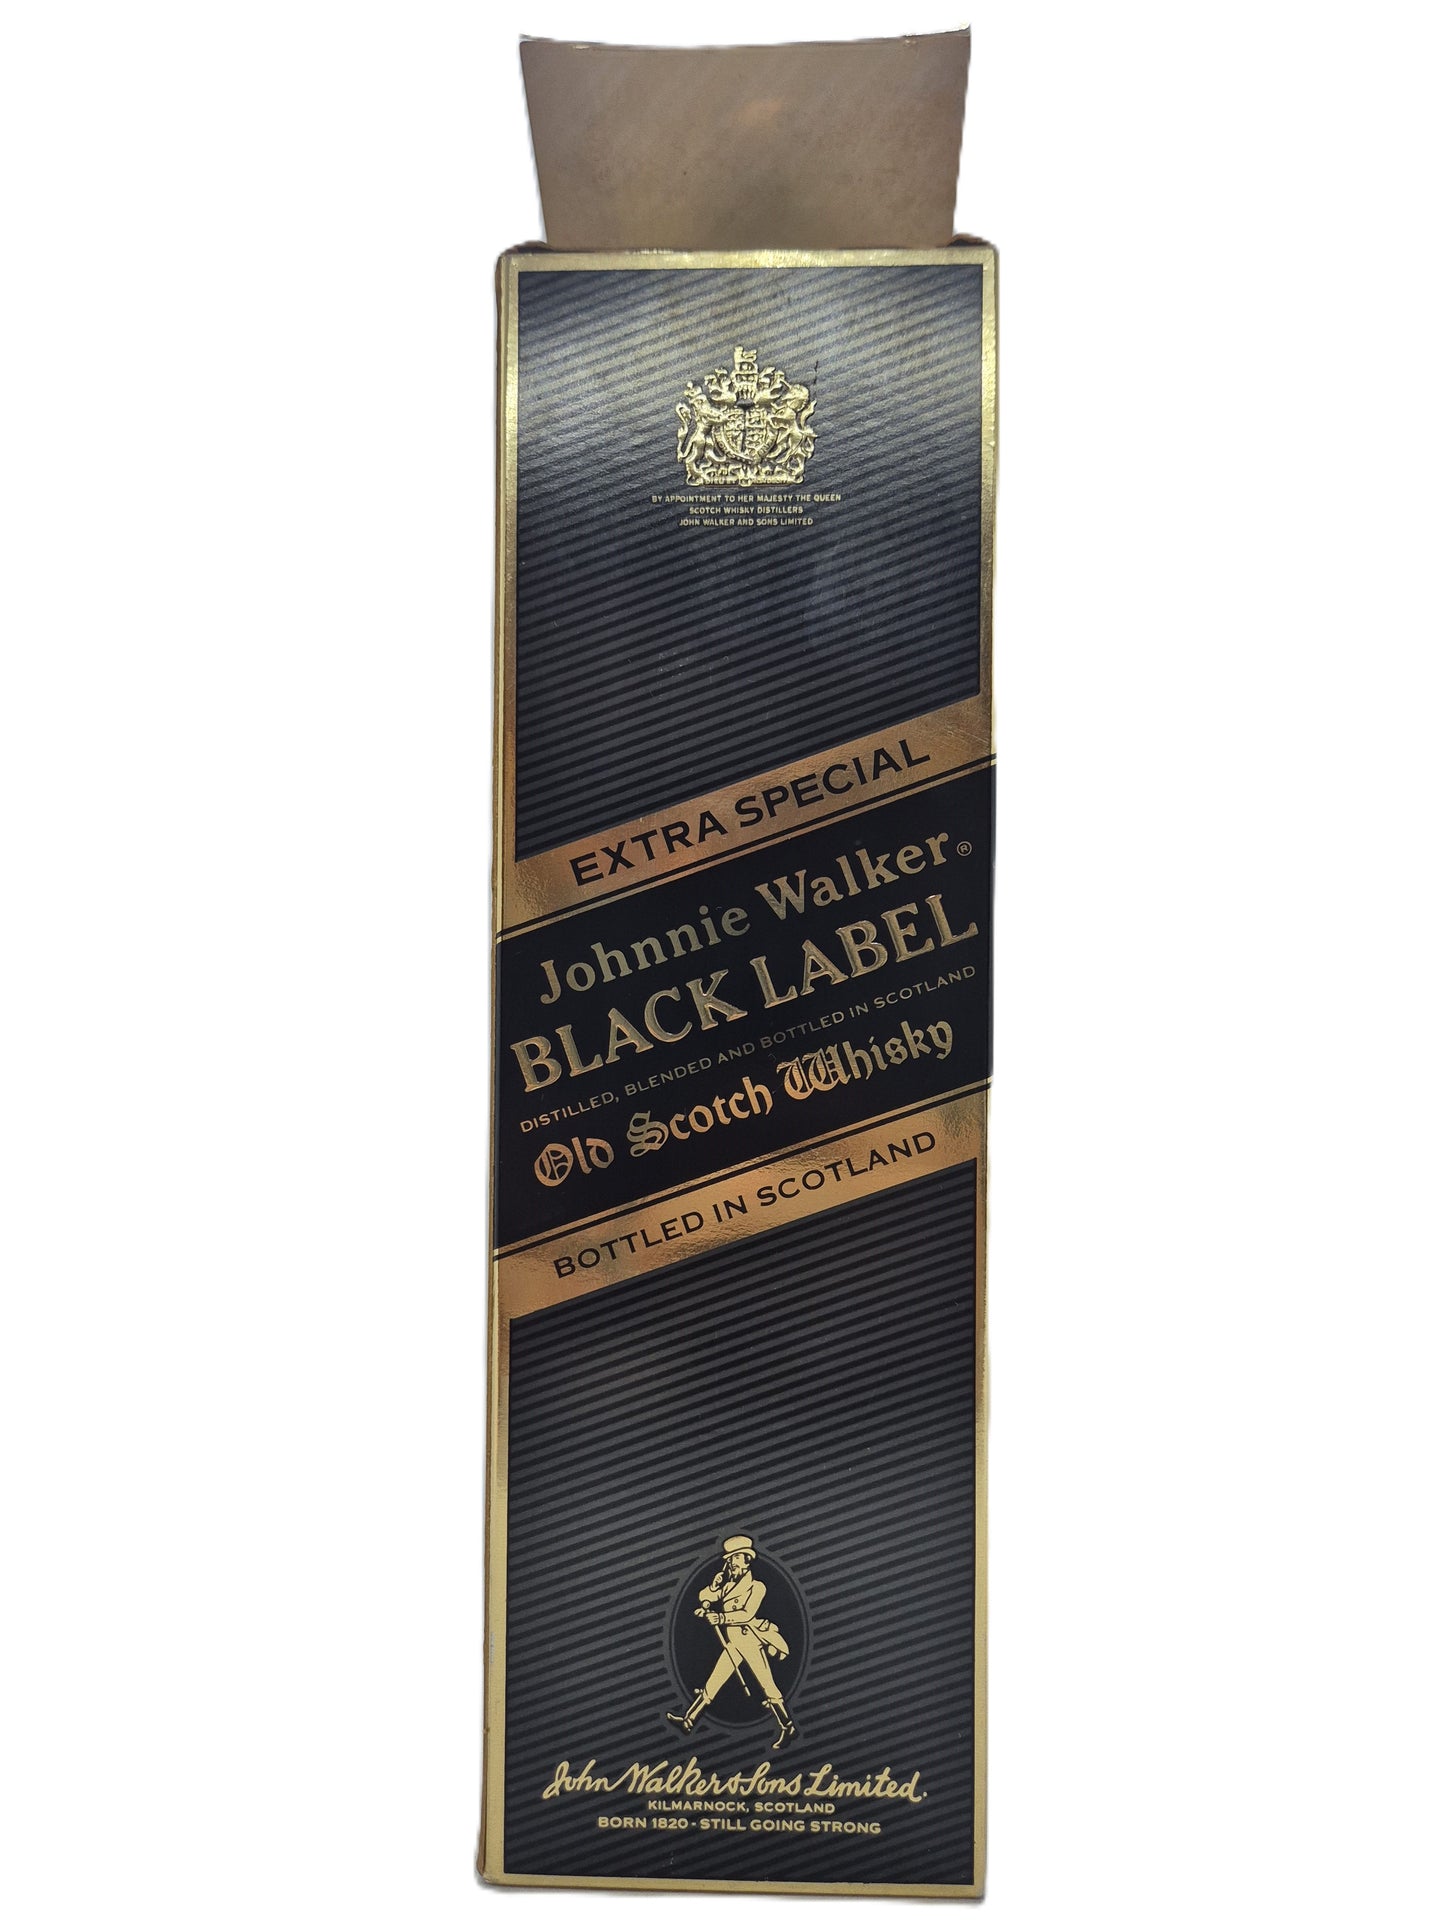 BY APPOINTMENT TO HER MAJESTY THE QUEEN
SCOTCH WHISKY DISTILLERS
JOHN WALKER AND SONS LIMITED
EXTRA SPECIAL
Johnnie Walker®
BLACK LABEL
DISTILLED, BLENDED AND BOTTLED IN SCOTLAND
Old Scotch Whisky
BOTTLED IN SCOTLAND
John Walker & Sons Limited.
KILMARNOCK, SCOTLAND
BORN 1820 - STILL GOING STRONG